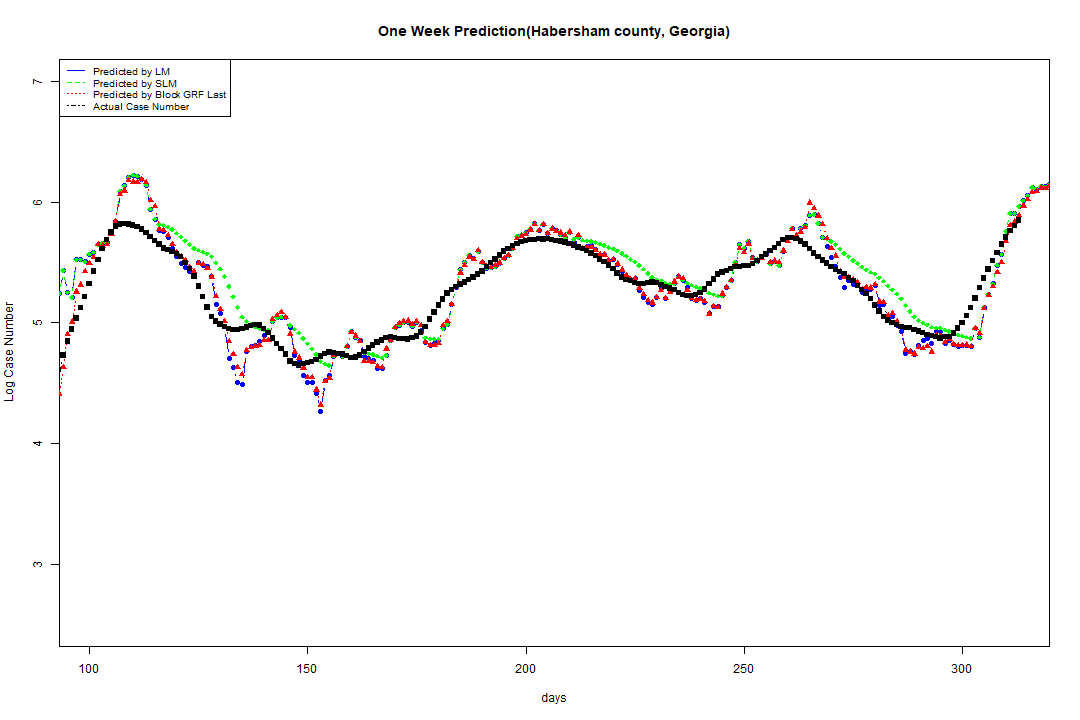 One Week Prediction(Habersham county, Georgia)
Predicted by LM
Predicted by SLM
Predicted by Block GRF Last
Actual Case Number
Log Case Number
7
6
5
4
3
100 150 200 250 300
days